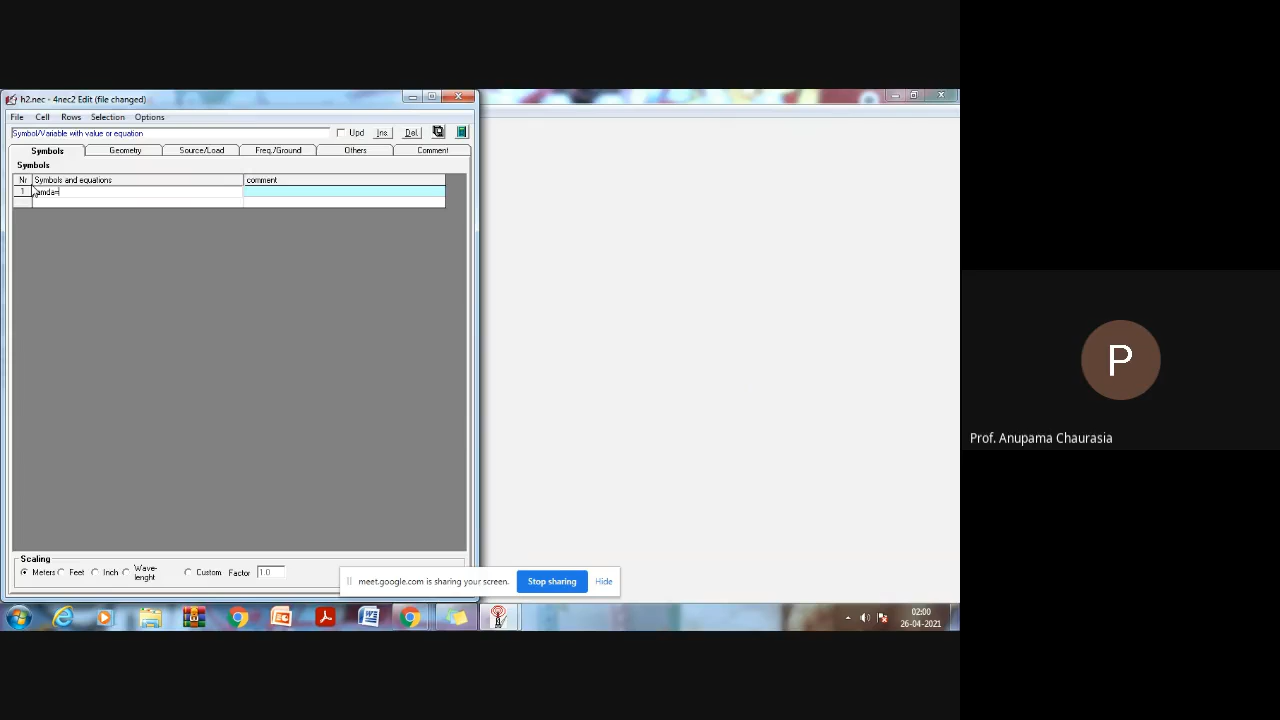 h2.nec - 4nec2 Edit (file changed)
File Cell Rows Selection Options
Symbol/Variable with value or equation
Upd Ins Del
Symbols Geometry Source/Load Freq./Ground Others Comment
Symbols
Nr Symbols and equations comment
1 amda=
Scaling
Meters Feet Inch Wave-lenght Custom Factor 1.0
meet.google.com is sharing your screen. Stop sharing Hide
02:00
26-04-2021
P
Prof. Anupama Chaurasia